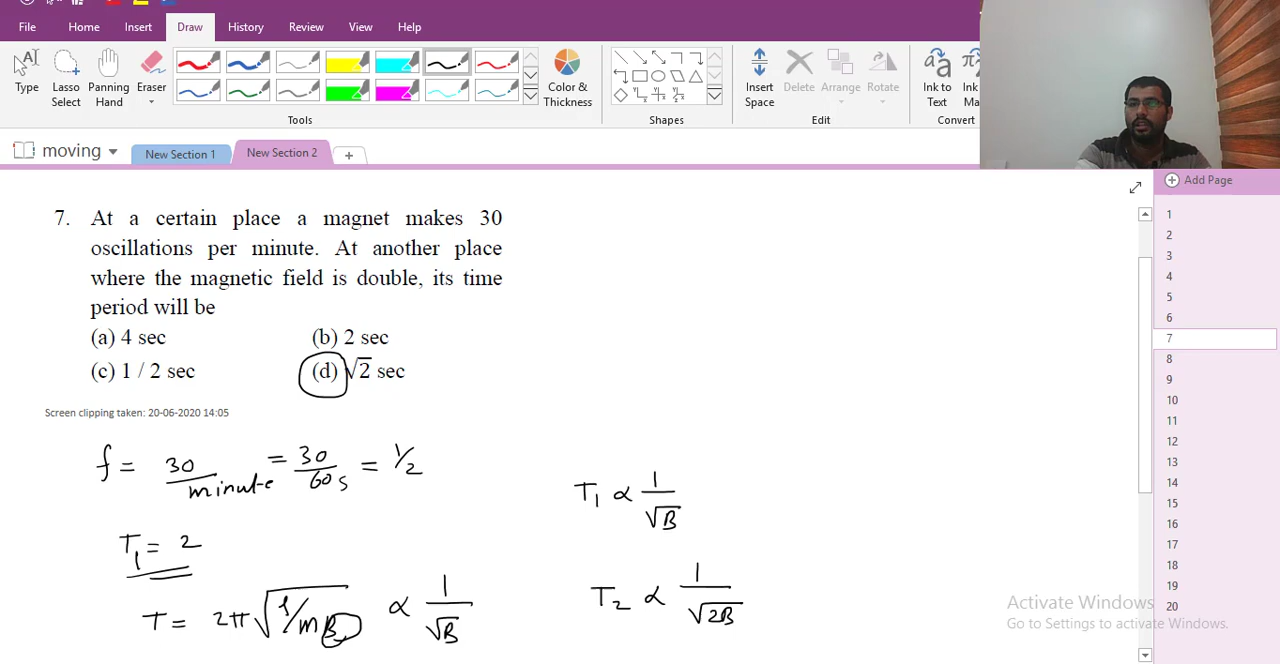 File Home Insert Draw History Review View Help
Type
Lasso Select
Panning Hand
Eraser
Color & Thickness
Insert Space
Delete
Arrange
Rotate
Ink to Text
Tools
Shapes
Edit
Convert
moving
New Section 1
New Section 2
+
Add Page
7. At a certain place a magnet makes 30
oscillations per minute. At another place
where the magnetic field is double, its time
period will be
(a) 4 sec (b) 2 sec
(c) 1 / 2 sec (d) √2 sec
Screen clipping taken: 20-06-2020 14:05
f = 30/minute = 30/60s = 1/2
T₁ = 2
T = 2π√(I/mB) ∝ 1/√B
T₁ ∝ 1/√B
T₂ ∝ 1/√2B
1
2
3
4
5
6
7
8
9
10
11
12
13
14
15
16
17
18
19
20
Activate Windows
Go to Settings to activate Windows.